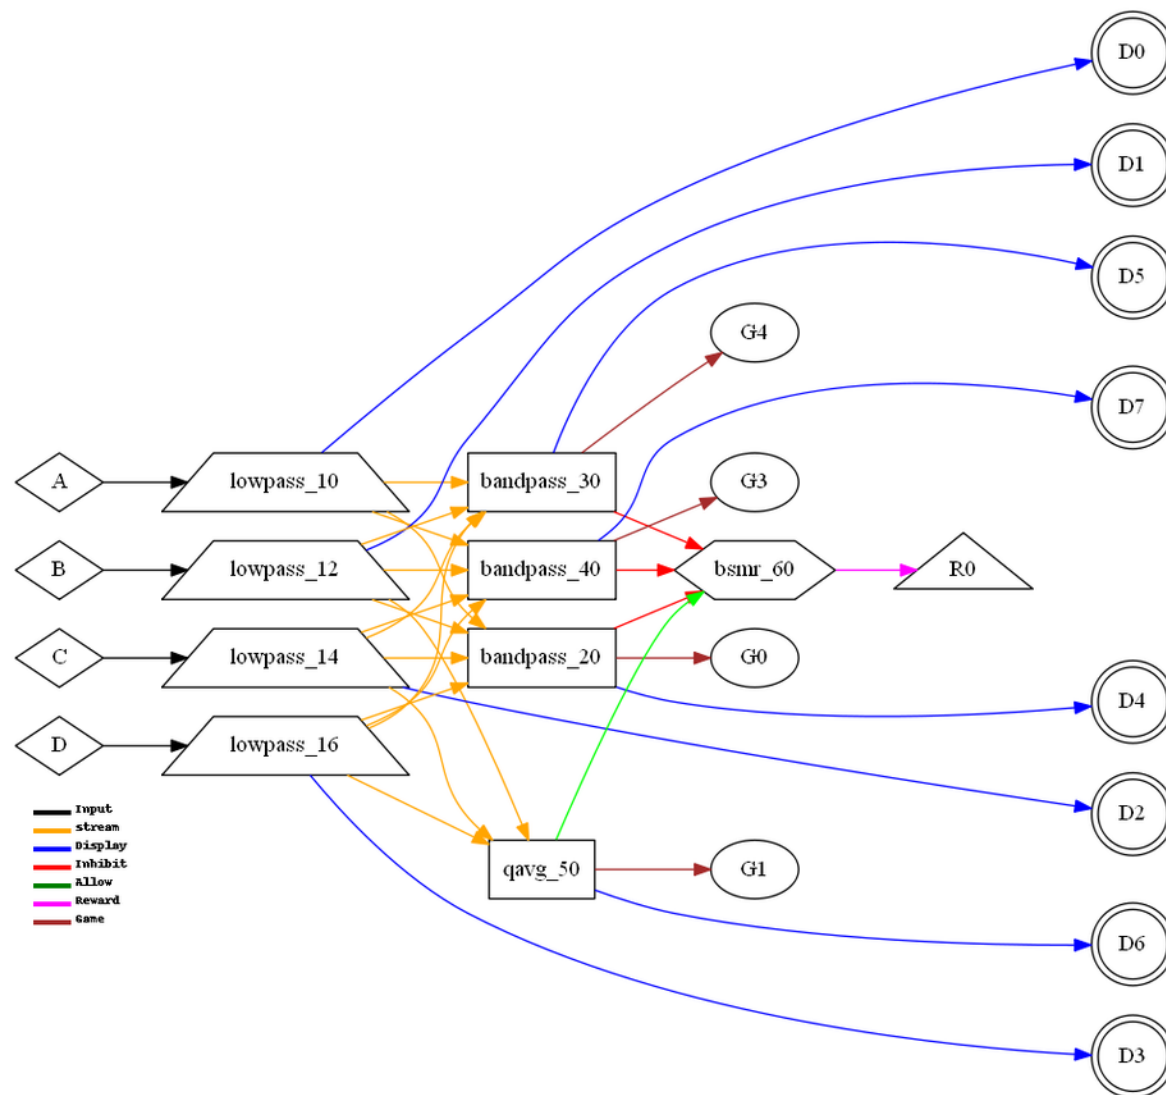 D0
D1
D5
G4
D7
A
lowpass_10
bandpass_30
G3
B
lowpass_12
bandpass_40
bsmr_60
R0
C
lowpass_14
bandpass_20
G0
D4
D
lowpass_16
D2
Input
stream
Display
Inhibit
Allow
Reward
Game
qavg_50
G1
D6
D3